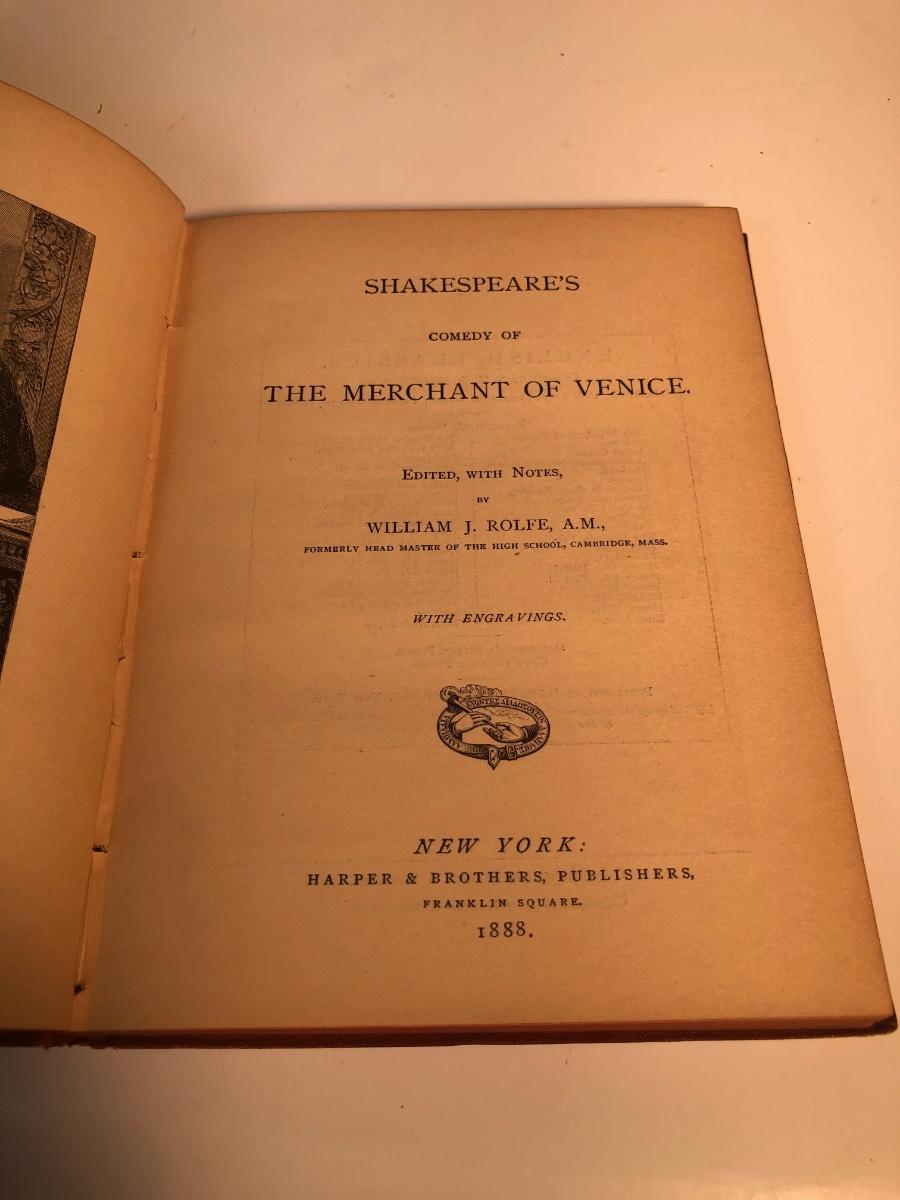 SHAKESPEARE'S
COMEDY OF
THE MERCHANT OF VENICE.
EDITED, WITH NOTES,
BY
WILLIAM J. ROLFE, A.M.,
FORMERLY HEAD MASTER OF THE HIGH SCHOOL, CAMBRIDGE, MASS.
WITH ENGRAVINGS.
NEW YORK:
HARPER & BROTHERS, PUBLISHERS,
FRANKLIN SQUARE.
1888.